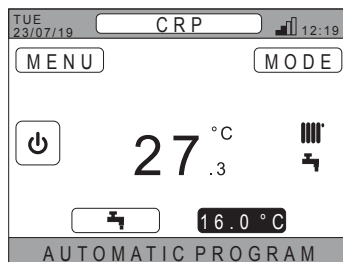 TUE
23/07/19
CRP
12:19
MENU
MODE
27.3 °C
16.0 °C
AUTOMATIC PROGRAM